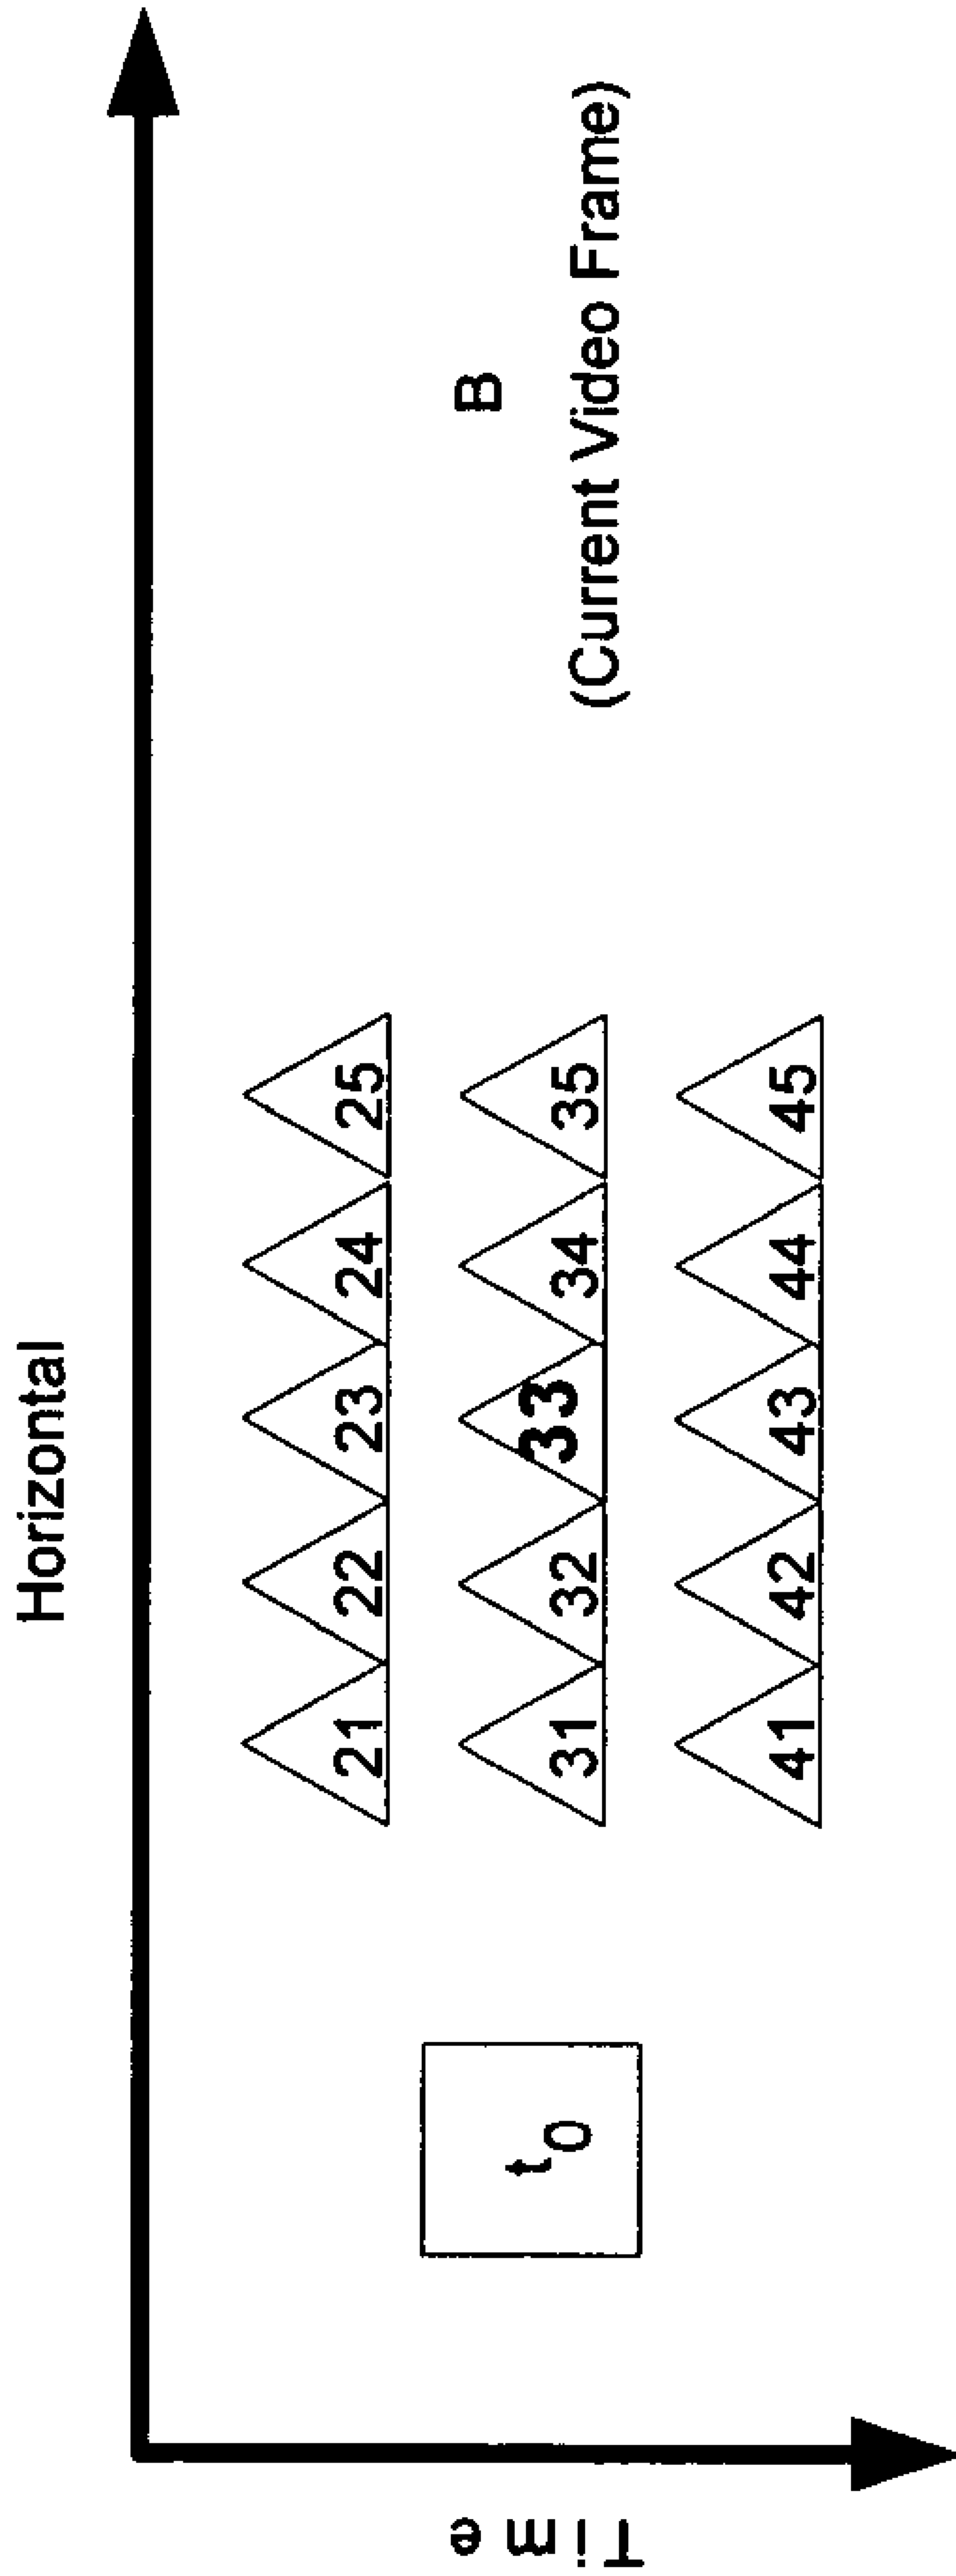 Horizontal
Time
21 22 23 24 25
t0 31 32 33 34 35 B
(Current Video Frame)
41 42 43 44 45